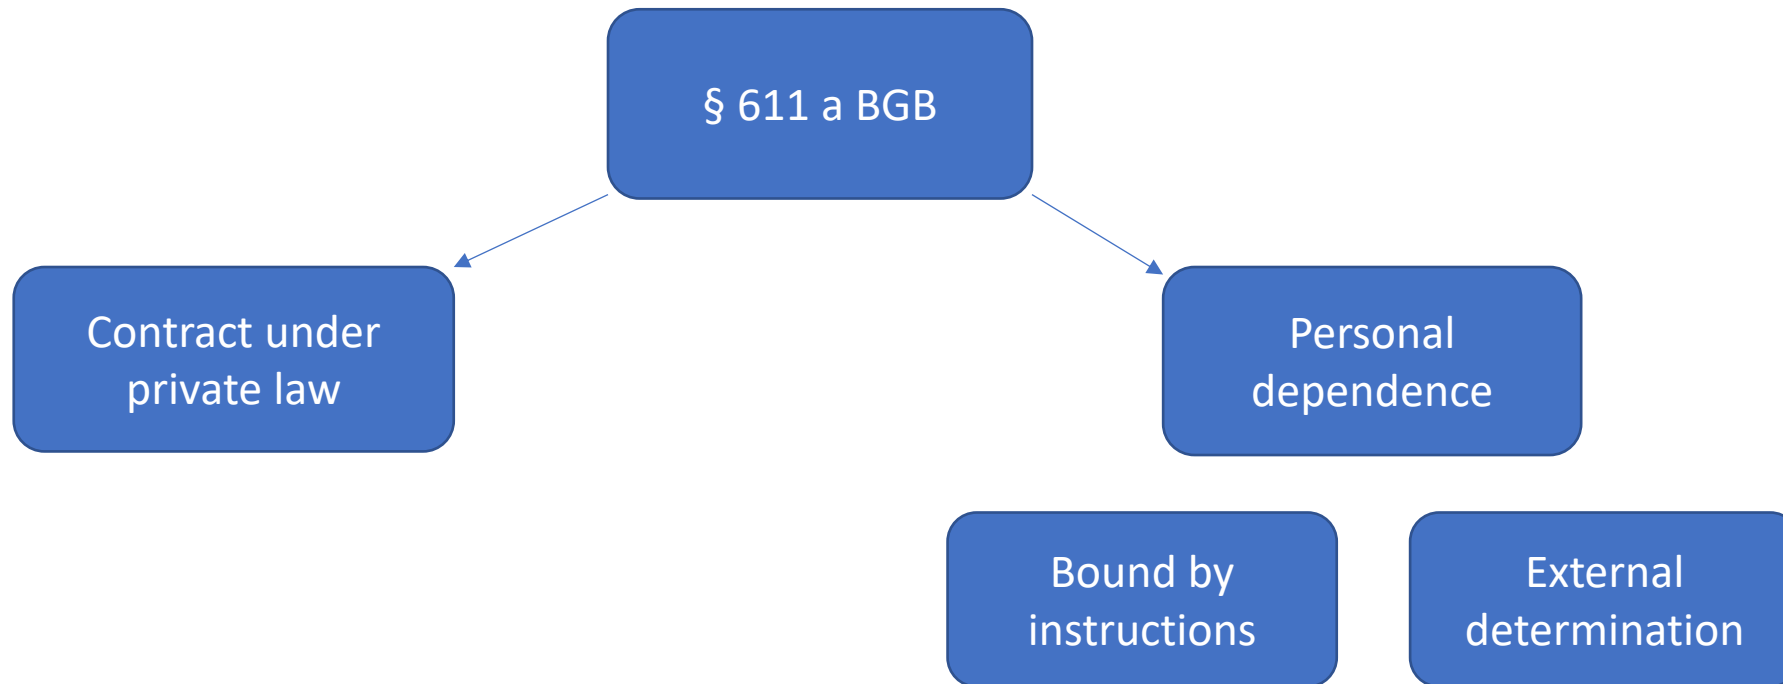 § 611 a BGB
Contract under
private law
Personal
dependence
Bound by
instructions
External
determination